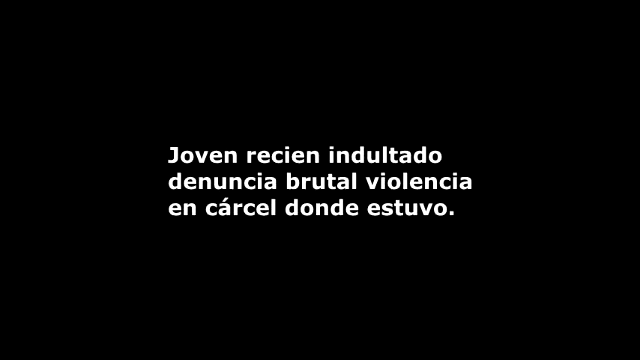 Joven recien indultado
denuncia brutal violencia
en cárcel donde estuvo.